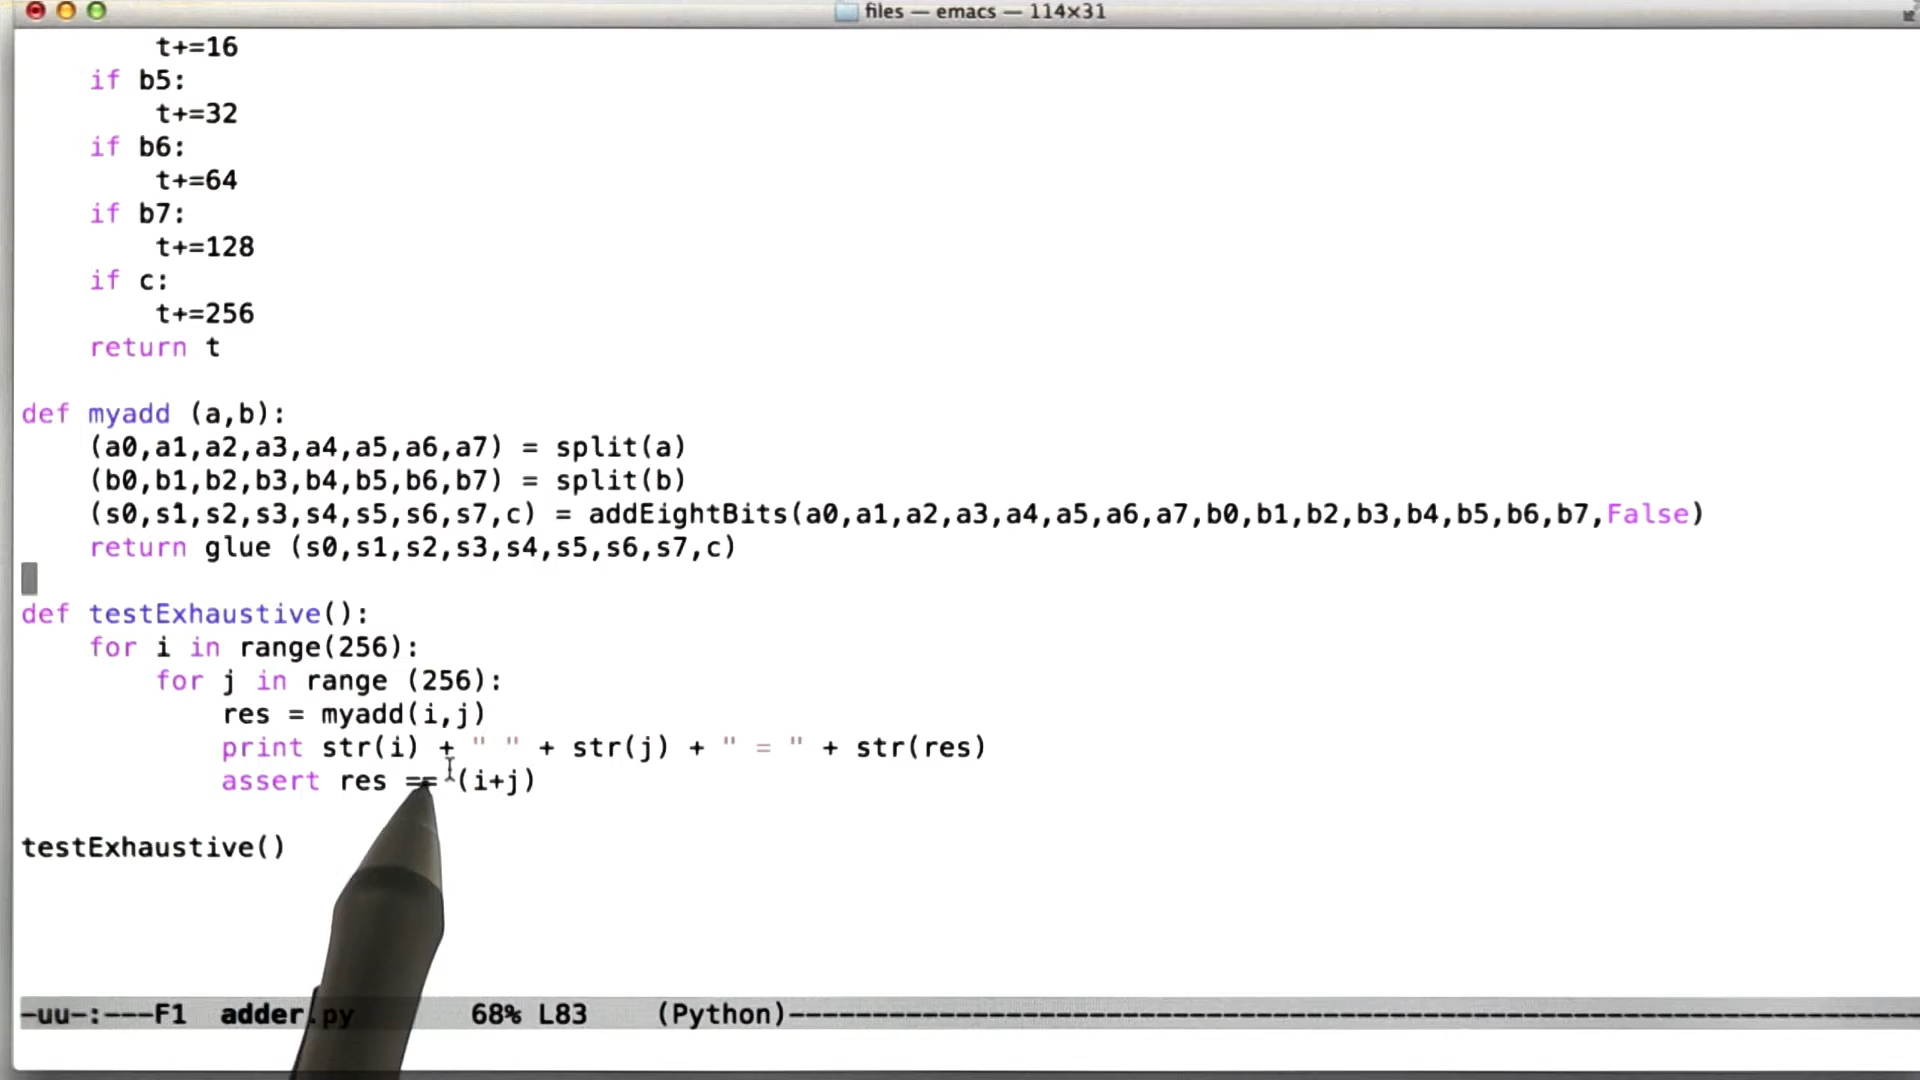 files — emacs — 114×31
t+=16
if b5:
t+=32
if b6:
t+=64
if b7:
t+=128
if c:
t+=256
return t
def myadd (a,b):
(a0,a1,a2,a3,a4,a5,a6,a7) = split(a)
(b0,b1,b2,b3,b4,b5,b6,b7) = split(b)
(s0,s1,s2,s3,s4,s5,s6,s7,c) = addEightBits(a0,a1,a2,a3,a4,a5,a6,a7,b0,b1,b2,b3,b4,b5,b6,b7,False)
return glue (s0,s1,s2,s3,s4,s5,s6,s7,c)
def testExhaustive():
for i in range(256):
for j in range (256):
res = myadd(i,j)
print str(i) + " " + str(j) + " = " + str(res)
assert res == (i+j)
testExhaustive()
-uu-:---F1 adder.py 68% L83 (Python)------------------------------------------------------------------